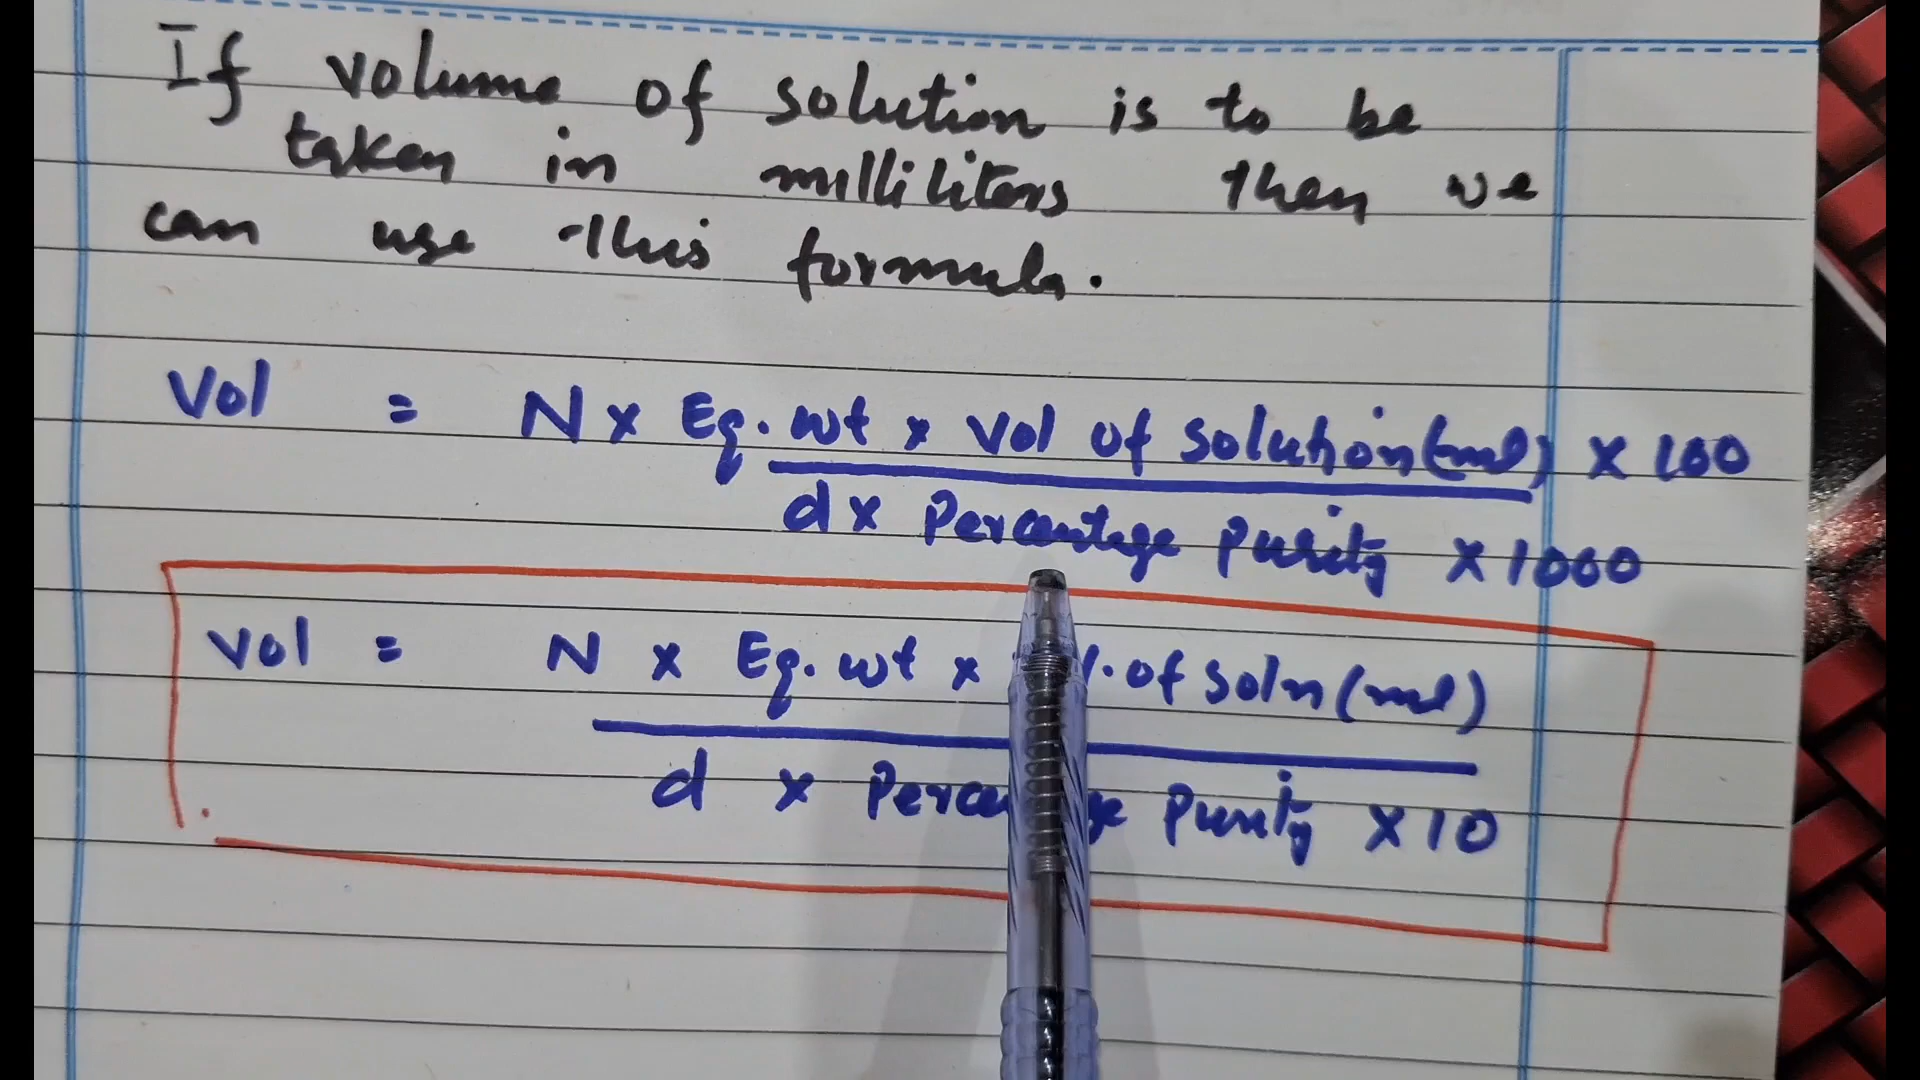 If volume of solution is to be
taken in milliliters then we
can use this formula.
Vol = N x Eq. wt x Vol of solution (ml) x 100
d x Percentage purity x 1000
Vol = N x Eq. wt x of soln (ml)
d x Purity x 10